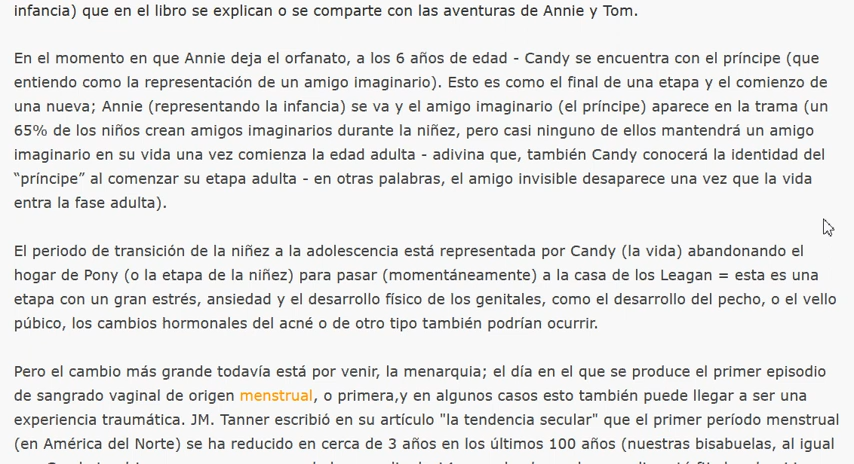 infancia) que en el libro se explican o se comparte con las aventuras de Annie y Tom.
En el momento en que Annie deja el orfanato, a los 6 años de edad - Candy se encuentra con el príncipe (que
entiendo como la representación de un amigo imaginario). Esto es como el final de una etapa y el comienzo de
una nueva; Annie (representando la infancia) se va y el amigo imaginario (el príncipe) aparece en la trama (un
65% de los niños crean amigos imaginarios durante la niñez, pero casi ninguno de ellos mantendrá un amigo
imaginario en su vida una vez comienza la edad adulta - adivina que, también Candy conocerá la identidad del
“príncipe” al comenzar su etapa adulta - en otras palabras, el amigo invisible desaparece una vez que la vida
entra la fase adulta).
El periodo de transición de la niñez a la adolescencia está representada por Candy (la vida) abandonando el
hogar de Pony (o la etapa de la niñez) para pasar (momentáneamente) a la casa de los Leagan = esta es una
etapa con un gran estrés, ansiedad y el desarrollo físico de los genitales, como el desarrollo del pecho, o el vello
púbico, los cambios hormonales del acné o de otro tipo también podrían ocurrir.
Pero el cambio más grande todavía está por venir, la menarquia; el día en el que se produce el primer episodio
de sangrado vaginal de origen menstrual, o primera,y en algunos casos esto también puede llegar a ser una
experiencia traumática. JM. Tanner escribió en su artículo "la tendencia secular" que el primer período menstrual
(en América del Norte) se ha reducido en cerca de 3 años en los últimos 100 años (nuestras bisabuelas, al igual